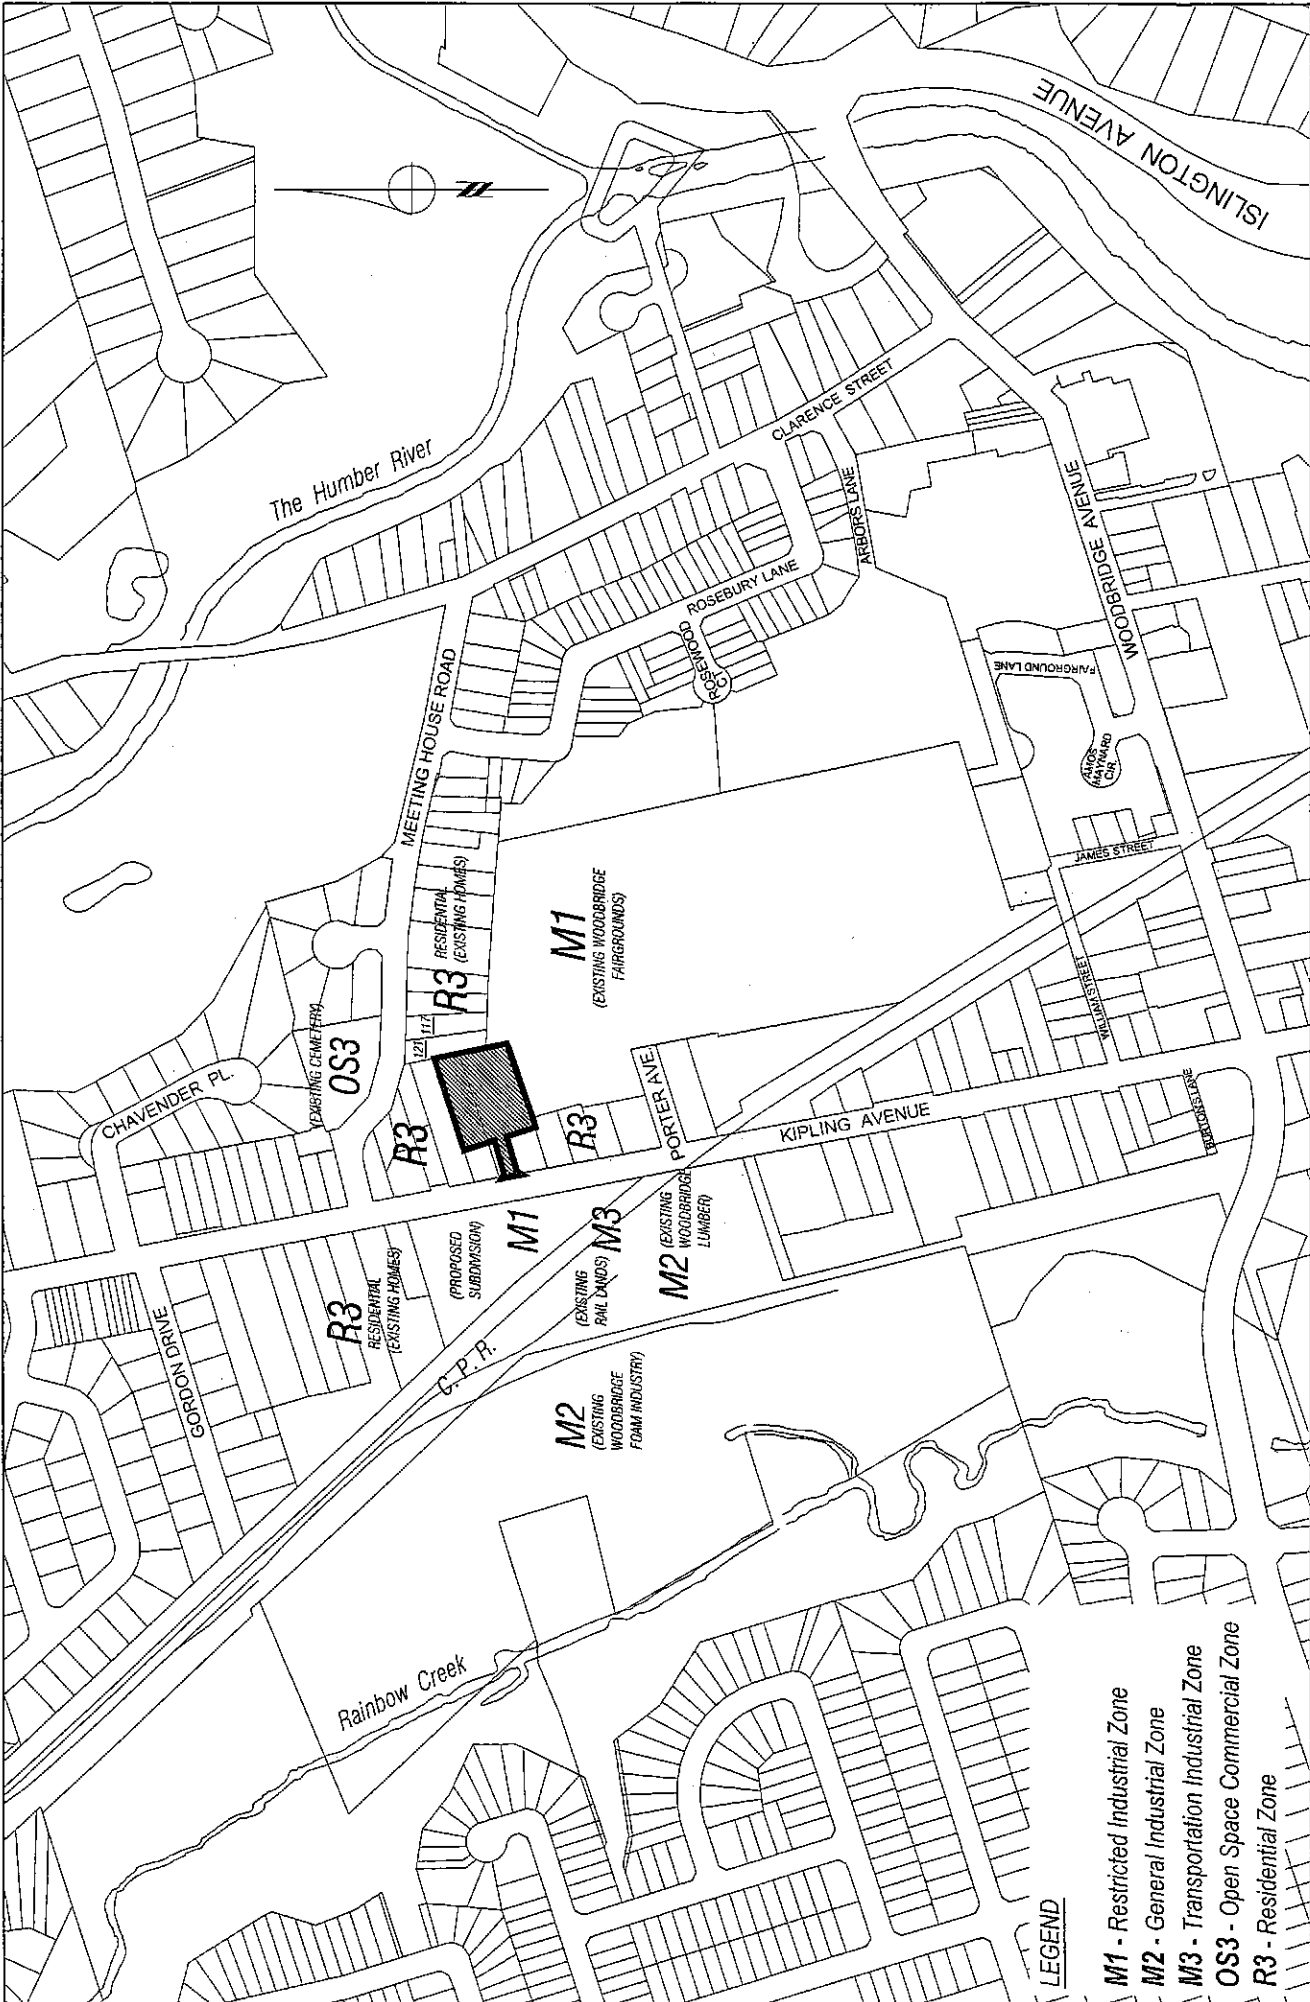 ISLINGTON AVENUE
The Humber River
CLARENCE STREET
ARBORS LANE
ROSEBURY LANE
ROSEWOOD
CT.
WOODBRIDGE AVENUE
FAIRGROUND LANE
AMOS
MAYNARD
CIR.
JAMES STREET
WILLIAM STREET
BURTON'S LANE
MEETING HOUSE ROAD
R3 RESIDENTIAL
(EXISTING HOMES)
M1
(EXISTING WOODBRIDGE
FAIRGROUNDS)
117
121
(EXISTING CEMETERY)
OS3
CHAVENDER PL.
R3
R3
PORTER AVE.
KIPLING AVENUE
(PROPOSED
SUBDIVISION)
M1
(EXISTING
RAIL LANDS) M3
M2 (EXISTING
WOODBRIDGE
LUMBER)
R3
RESIDENTIAL
(EXISTING HOMES)
GORDON DRIVE
C. P. R.
M2
(EXISTING
WOODBRIDGE
FOAM INDUSTRY)
Rainbow Creek
LEGEND
M1 - Restricted Industrial Zone
M2 - General Industrial Zone
M3 - Transportation Industrial Zone
OS3 - Open Space Commercial Zone
R3 - Residential Zone